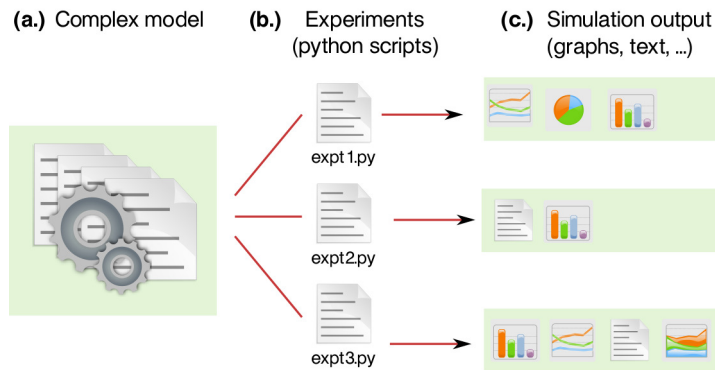 (a.) Complex model
(b.) Experiments
(python scripts)
(c.) Simulation output
(graphs, text, ...)
expt1.py
expt2.py
expt3.py